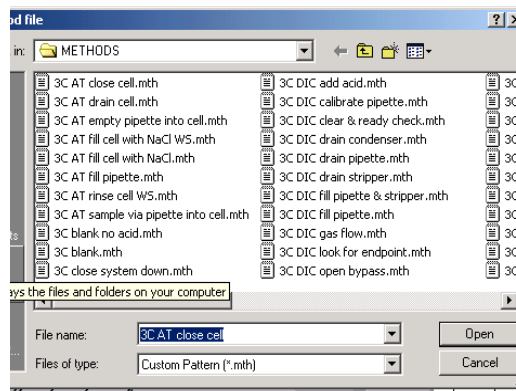 od file
in: METHODS
3C AT close cell.mth
3C AT drain cell.mth
3C AT empty pipette into cell.mth
3C AT fill cell with NaCl WS.mth
3C AT fill cell with NaCl.mth
3C AT fill pipette.mth
3C AT rinse cell WS.mth
3C AT sample via pipette into cell.mth
3C blank no acid.mth
3C blank.mth
3C close system down.mth
3C DIC add acid.mth
3C DIC calibrate pipette.mth
3C DIC clear & ready check.mth
3C DIC drain condenser.mth
3C DIC drain pipette.mth
3C DIC drain stripper.mth
3C DIC fill pipette & stripper.mth
3C DIC fill pipette.mth
3C DIC gas flow.mth
3C DIC look for endpoint.mth
3C DIC open bypass.mth
ays the files and folders on your computer
File name: 3C AT close cell
Open
Files of type: Custom Pattern (*.mth)
Cancel